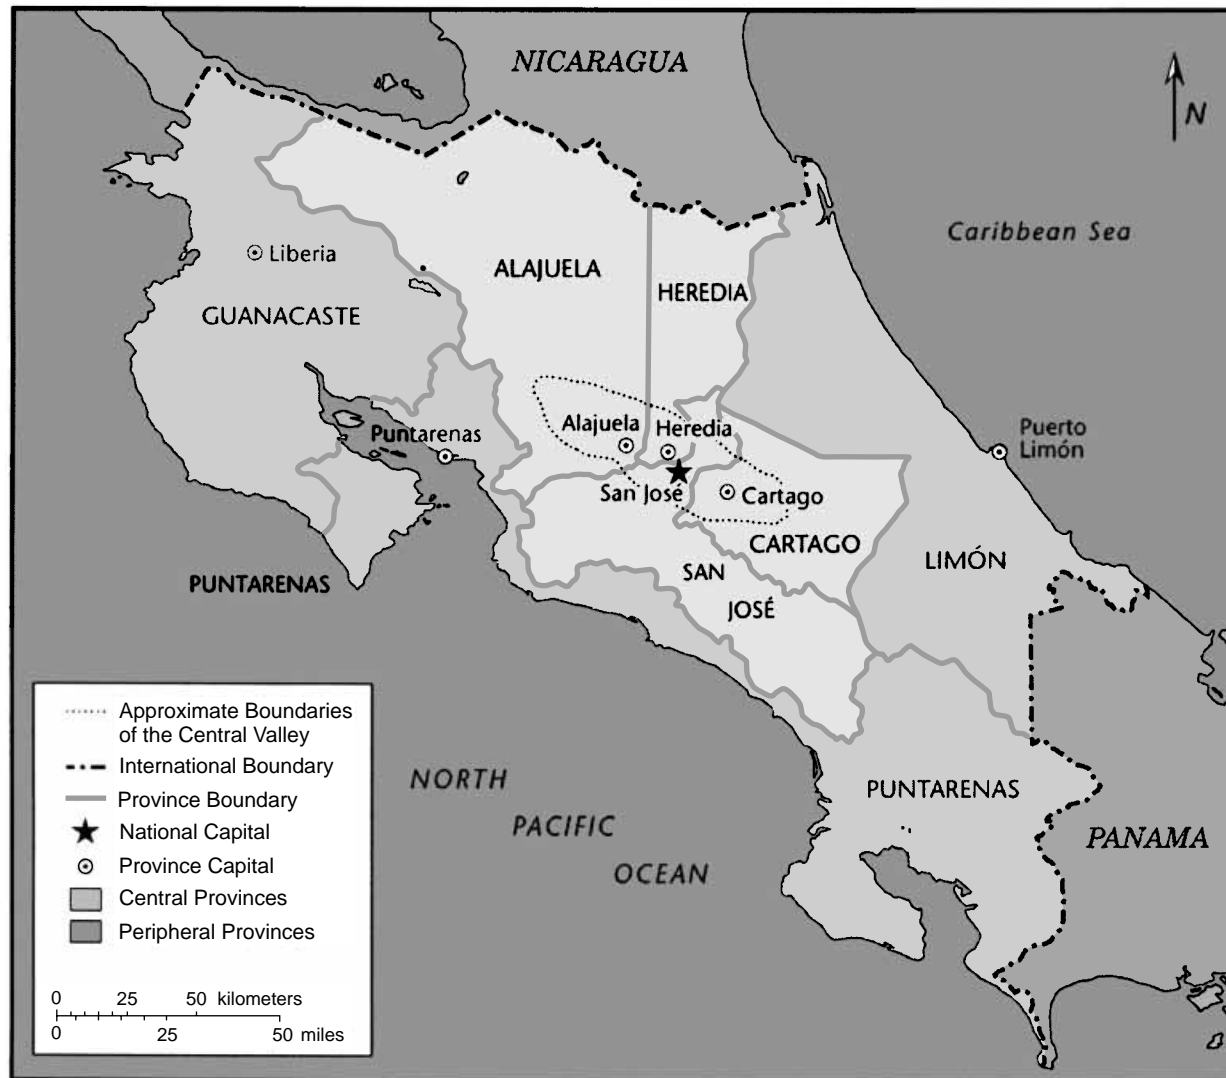 NICARAGUA
N
Caribbean Sea
Liberia
ALAJUELA
HEREDIA
GUANACASTE
Alajuela
Heredia
Puntarenas
Puerto
Limón
San José
Cartago
CARTAGO
LIMÓN
PUNTARENAS
SAN
JOSÉ
Approximate Boundaries
of the Central Valley
International Boundary
Province Boundary
National Capital
Province Capital
Central Provinces
Peripheral Provinces
0 25 50 kilometers
0 25 50 miles
NORTH
PACIFIC
OCEAN
PUNTARENAS
PANAMA